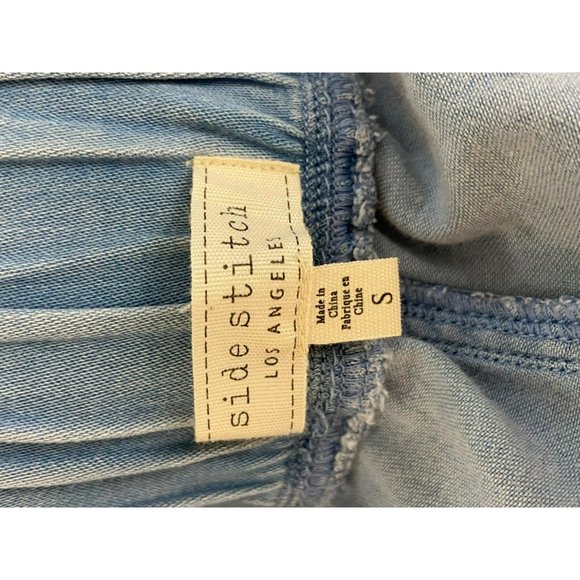 side stitch
LOS ANGELES
Made in
China
Fabriqué en
Chine
S